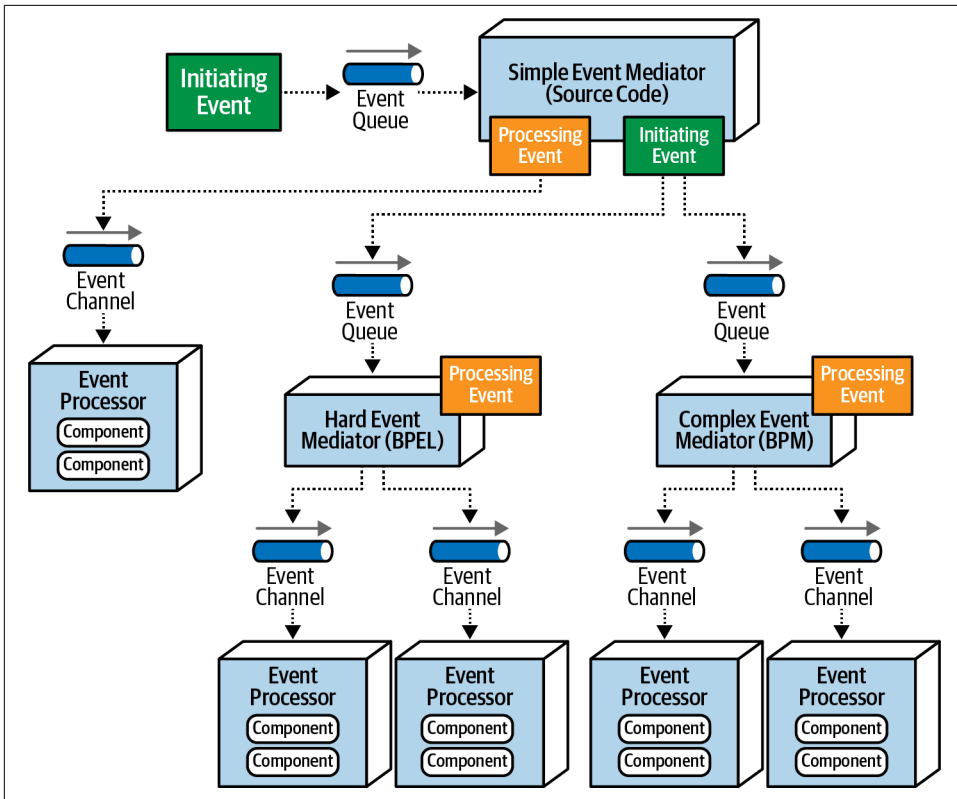 Initiating
Event
Event
Queue
Simple Event Mediator
(Source Code)
Processing
Event
Initiating
Event
Event
Channel
Event
Queue
Event
Queue
Event
Processor
Component
Component
Processing
Event
Hard Event
Mediator (BPEL)
Processing
Event
Complex Event
Mediator (BPM)
Event
Channel
Event
Channel
Event
Channel
Event
Channel
Event
Processor
Component
Component
Event
Processor
Component
Component
Event
Processor
Component
Component
Event
Processor
Component
Component